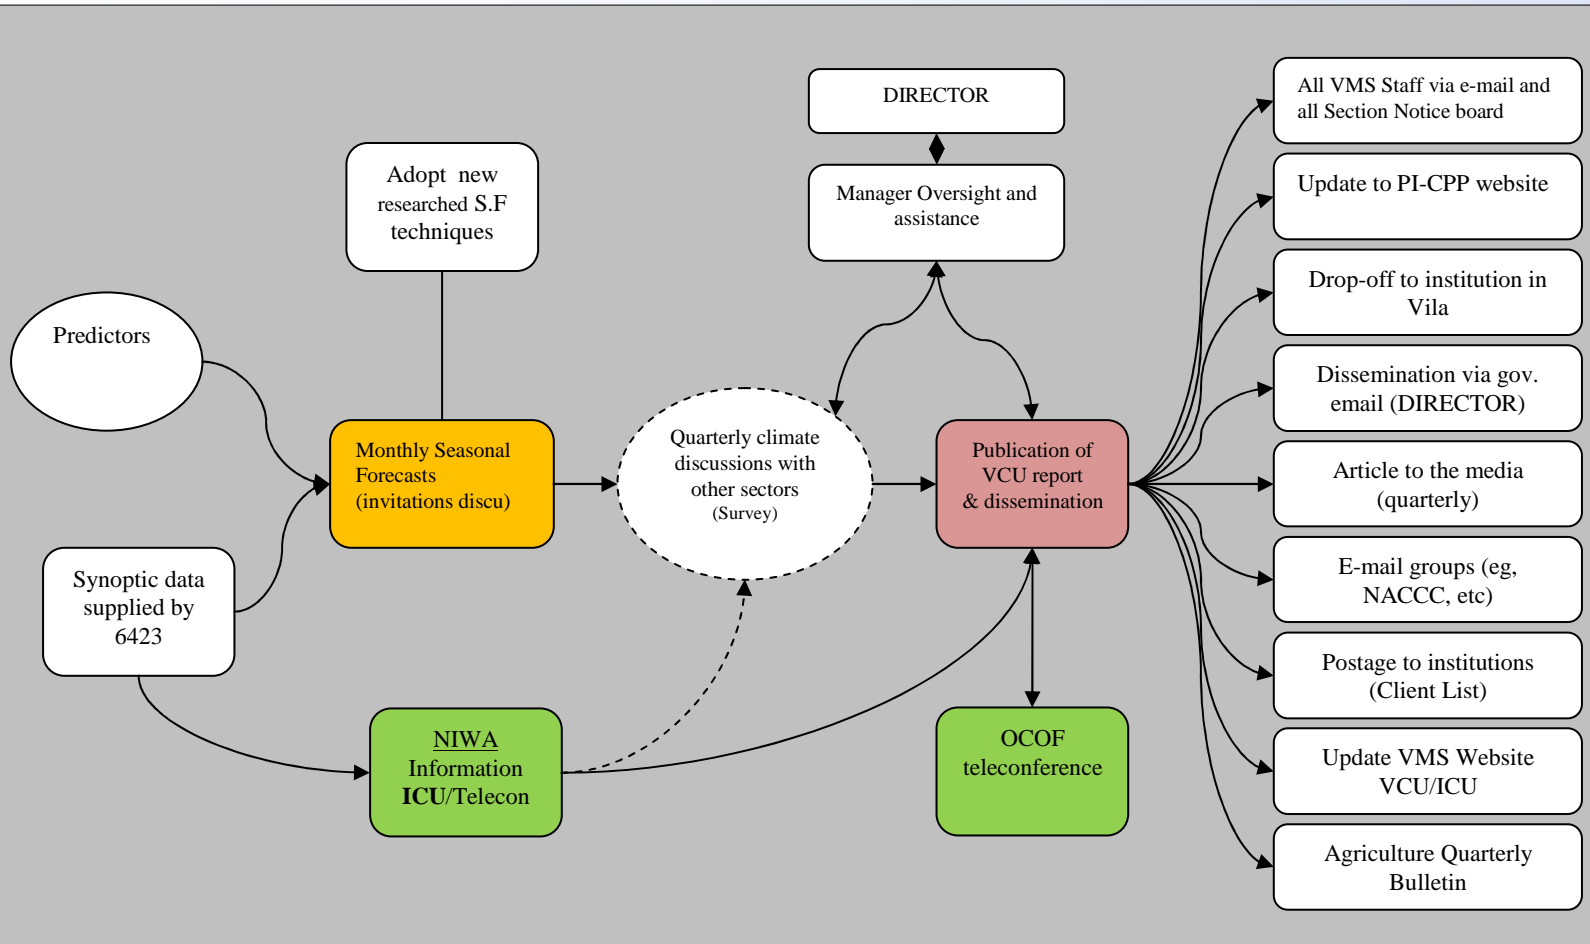 Predictors
Synoptic data
supplied by
6423
Adopt  new
researched S.F
techniques
Monthly Seasonal
Forecasts
(invitations discu)
NIWA
Information
ICU/Telecon
Quarterly climate
discussions with
other sectors
(Survey)
DIRECTOR
Manager Oversight and
assistance
Publication of
VCU report
& dissemination
OCOF
teleconference
All VMS Staff via e-mail and
all Section Notice board
Update to PI-CPP website
Drop-off to institution in
Vila
Dissemination via gov.
email (DIRECTOR)
Article to the media
(quarterly)
E-mail groups (eg,
NACCC, etc)
Postage to institutions
(Client List)
Update VMS Website
VCU/ICU
Agriculture Quarterly
Bulletin